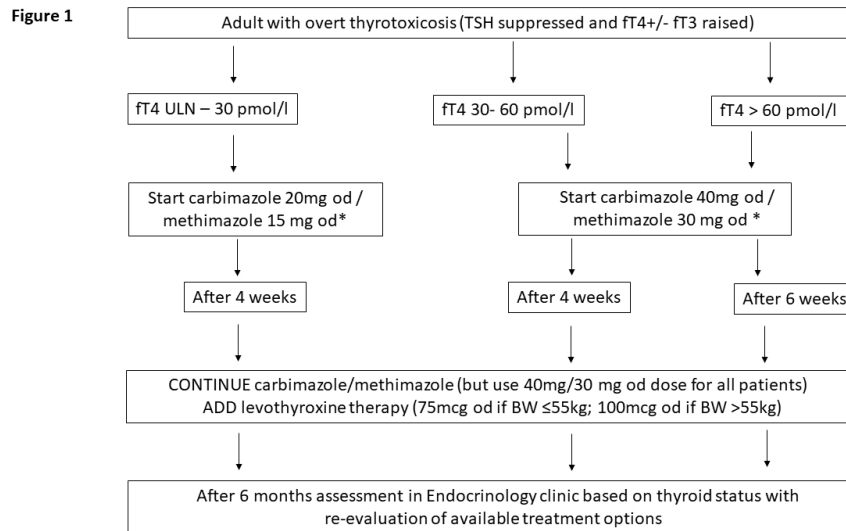 Figure 1
Adult with overt thyrotoxicosis (TSH suppressed and fT4+/- fT3 raised)
fT4 ULN – 30 pmol/l
fT4 30- 60 pmol/l
fT4 > 60 pmol/l
Start carbimazole 20mg od /
methimazole 15 mg od*
Start carbimazole 40mg od /
methimazole 30 mg od *
After 4 weeks
After 4 weeks
After 6 weeks
CONTINUE carbimazole/methimazole (but use 40mg/30 mg od dose for all patients)
ADD levothyroxine therapy (75mcg od if BW ≤55kg; 100mcg od if BW >55kg)
After 6 months assessment in Endocrinology clinic based on thyroid status with
re-evaluation of available treatment options